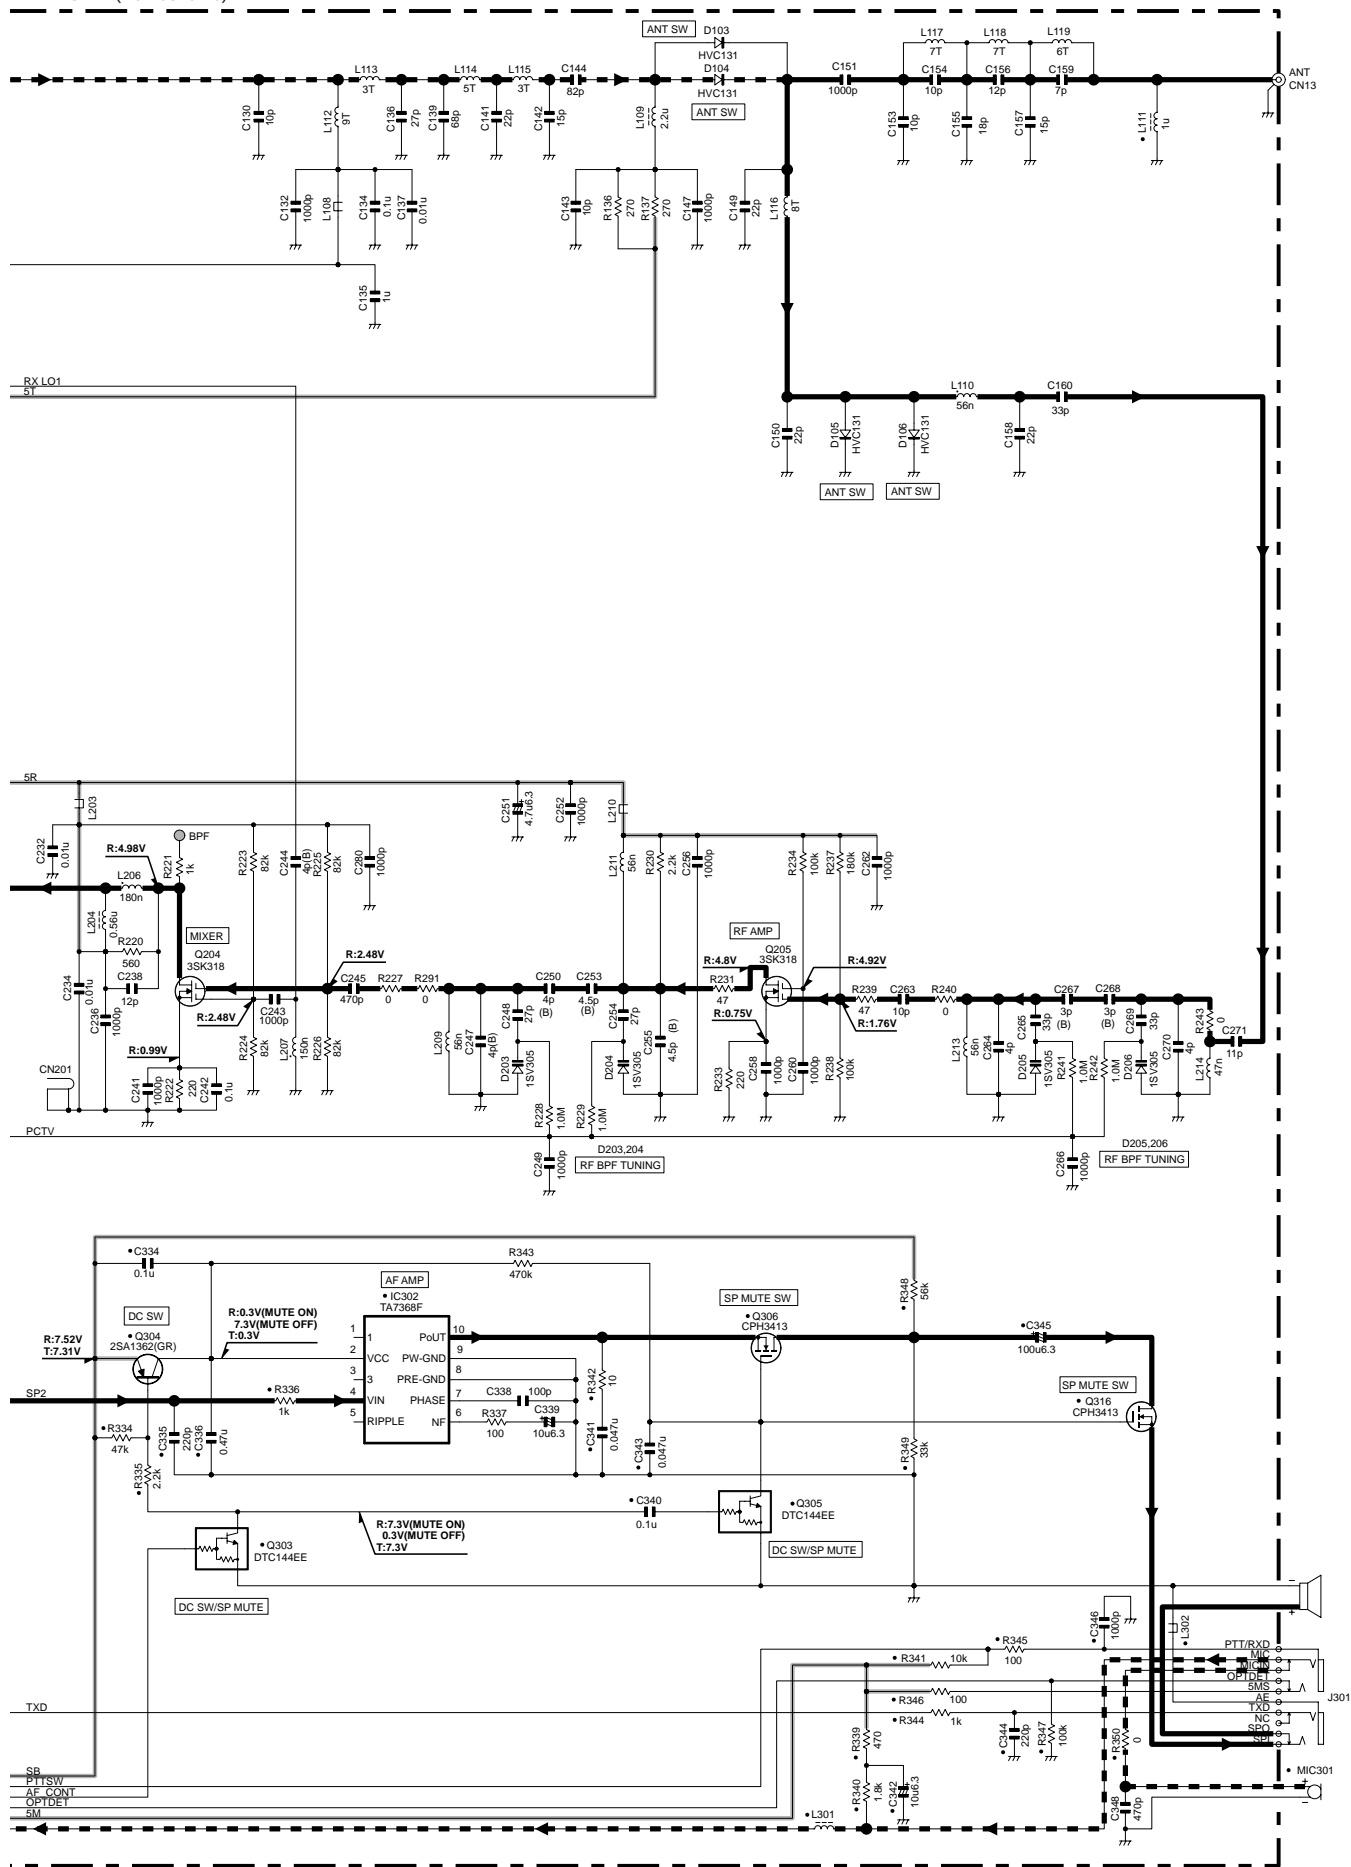 ANT SW
D103
HVC131
D104
HVC131
ANT SW
L113
3T
L114
5T
L115
3T
C144
82p
C151
1000p
L117
7T
L118
7T
L119
6T
C154
10p
C156
12p
C159
7p
ANT
CN13
C130
10p
L112
9T
C136
27p
C139
68p
C141
22p
C142
15p
L109
2.2u
C153
10p
C155
18p
C157
15p
• L111
1u
C132
1000p
L108
C134
0.1u
C137
0.01u
C143
10p
R136
270
R137
270
C147
1000p
C149
22p
L116
8T
C135
1u
RX LO1
5T
L110
56n
C160
33p
C150
22p
D105
HVC131
D106
HVC131
C158
22p
ANT SW
ANT SW
5R
L203
C251
4.7u6.3
C252
1000p
L210
C232
0.01u
BPF
R:4.98V
R221
1k
R223
82k
C244
4p(B)
R225
82k
C280
1000p
L211
56n
R230
2.2k
C256
1000p
R234
100k
R237
180k
C262
1000p
L206
180n
L204
0.56u
R220
560
C238
12p
MIXER
Q204
3SK318
R:2.48V
C245
470p
R227
0
R291
0
C250
4p
(B)
C253
4.5p
(B)
R231
47
R:4.8V
RF AMP
Q205
3SK318
R:4.92V
R239
47
C263
10p
R240
0
C267
3p
(B)
C268
3p
(B)
R243
0
C271
11p
C234
0.01u
C236
1000p
R:2.48V
C243
1000p
R224
82k
L207
150n
R226
82k
L209
56n
C247
4p(B)
C248
27p
D203
1SV305
C254
27p
D204
1SV305
C255
4.5p (B)
R:0.75V
R:1.76V
R233
220
C258
1000p
C260
1000p
R238
100k
L213
56n
C264
4p
C265
33p
D205
1SV305
R241
1.0M
R242
1.0M
C269
33p
D206
1SV305
C270
4p
L214
47n
R:0.99V
CN201
C241
1000p
R222
220
C242
0.1u
R228
1.0M
R229
1.0M
PCTV
C249
1000p
D203,204
RF BPF TUNING
C266
1000p
D205,206
RF BPF TUNING
• C334
0.1u
R343
470k
• R348
56k
AF AMP
• IC302
TA7368F
DC SW
• Q304
2SA1362(GR)
R:7.52V
T:7.31V
R:0.3V(MUTE ON)
7.3V(MUTE OFF)
T:0.3V
1
1
2
VCC
3
3
4
VIN
5
RIPPLE
10
PoUT
9
PW-GND
8
PRE-GND
7
PHASE
6
NF
SP MUTE SW
• Q306
CPH3413
• C345
100u6.3
SP2
• R336
1k
C338
100p
R337
100
C339
10u6.3
• R342
10
• C341
0.047u
• C343
0.047u
• R349
33k
SP MUTE SW
• Q316
CPH3413
• R334
47k
• R335
2.2k
• C335
220p
• C336
0.47u
R:7.3V(MUTE ON)
0.3V(MUTE OFF)
T:7.3V
• C340
0.1u
• Q305
DTC144EE
DC SW/SP MUTE
• Q303
DTC144EE
DC SW/SP MUTE
−
+
• C346
1000p
• L302
• R345
100
• R341
10k
• R346
100
• R344
1k
PTT/RXD
MIC
MICIN
OPTDET
5MS
AE
TXD
NC
SPO
SPI
J301
TXD
• R339
470
• C344
220p
• R347
100k
• R350
0
• R340
1.8k
• C342
10u6.3
SB
PTTSW
AF CONT
OPTDET
5M
• L301
C348
470p
• MIC301
+
−